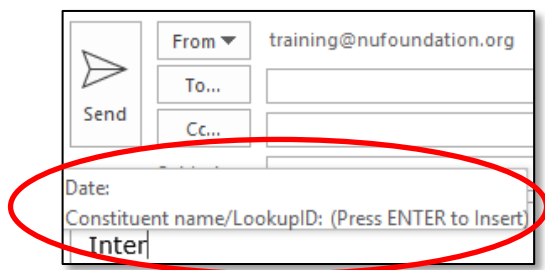 From ▼ training@nufoundation.org
To...
Send
Cc...
Date:
Constituent name/LookupID: (Press ENTER to Insert)
Inter